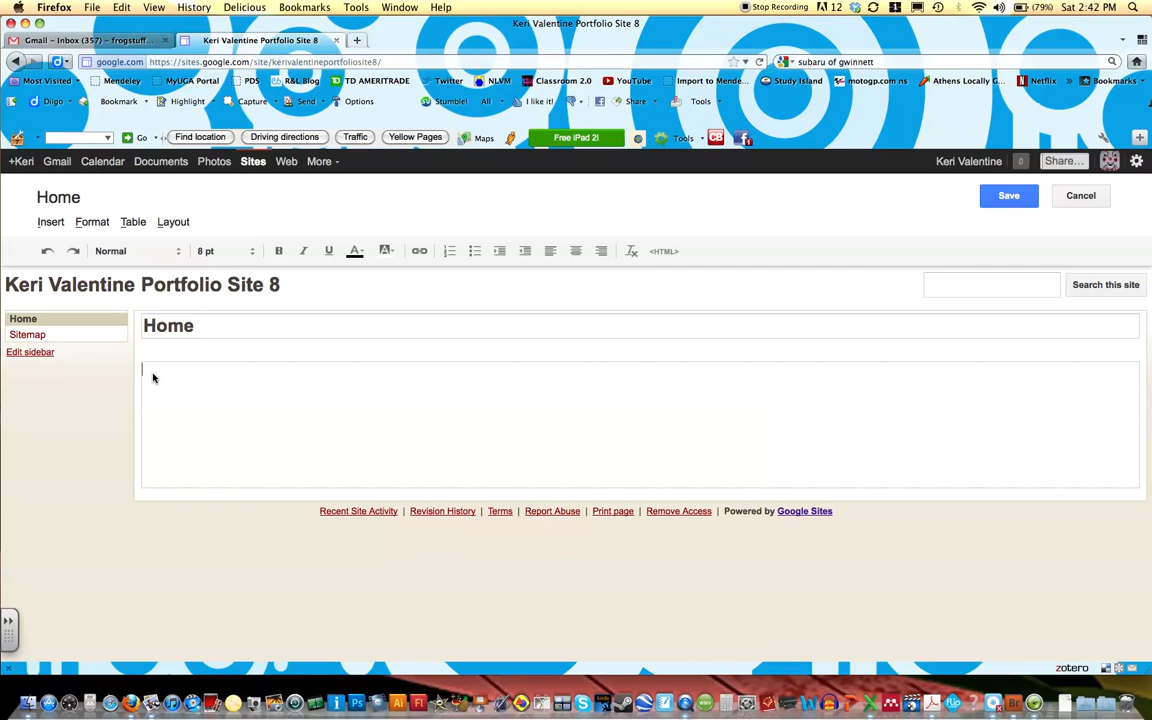 Firefox File Edit View History Delicious Bookmarks Tools Window Help Stop Recording 12 (79%) Sat 2:42 PM
Keri Valentine Portfolio Site 8
Gmail – Inbox (357) – frogstuff... Keri Valentine Portfolio Site 8
google.com https://sites.google.com/site/kerivalentineportfoliosite8/ subaru of gwinnett
Most Visited Mendeley MyUGA Portal PDS R&L Blog TD AMERITRADE Twitter NLVM Classroom 2.0 YouTube Import to Mende... Study Island motogp.com ns Athens Locally G... Netflix Bookmarks
Diigo Bookmark Highlight Capture Send Options Stumble! All I like it! Share Tools
Go Find location Driving directions Traffic Yellow Pages Maps Free IPad 2! Tools CB
+Keri Gmail Calendar Documents Photos Sites Web More Keri Valentine 0 Share...
Home Save Cancel
Insert Format Table Layout
Normal 8 pt B I U A A <HTML>
Keri Valentine Portfolio Site 8 Search this site
Home
Sitemap
Edit sidebar
Home
Recent Site Activity | Revision History | Terms | Report Abuse | Print page | Remove Access | Powered by Google Sites
zotero